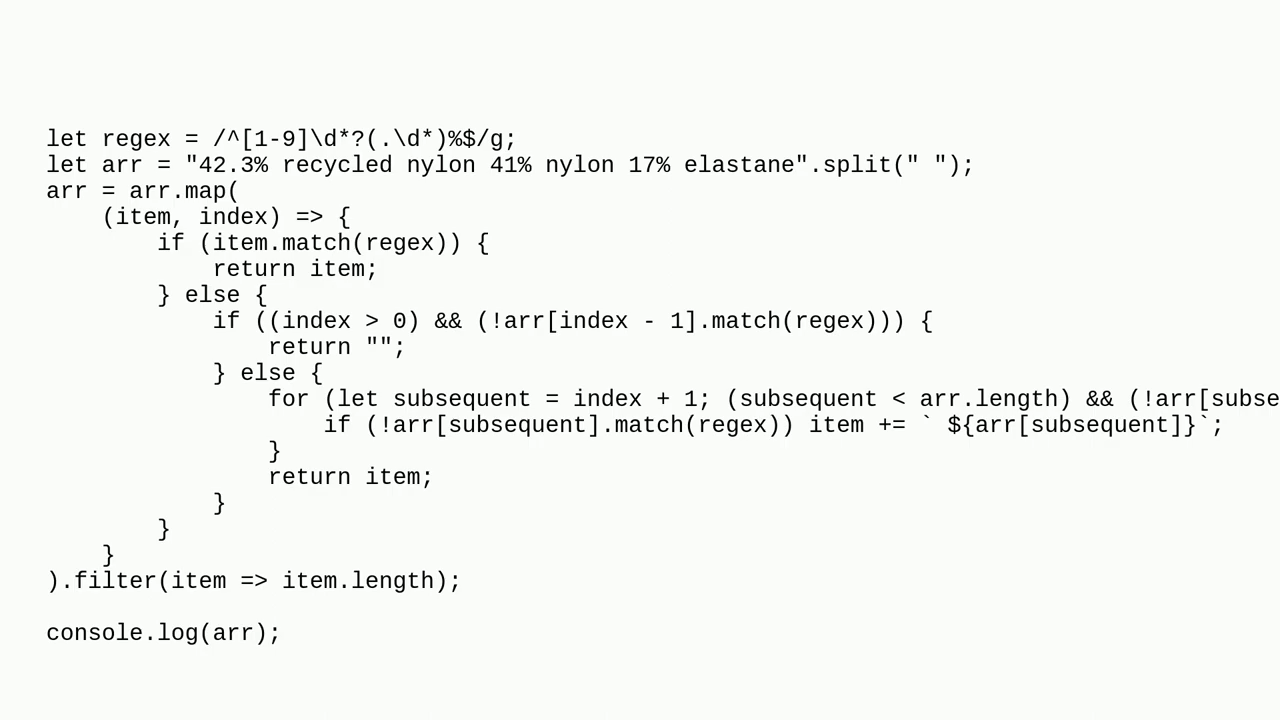 let regex = /^[1-9]\d*?(.\d*)%$/g;
let arr = "42.3% recycled nylon 41% nylon 17% elastane".split(" ");
arr = arr.map(
    (item, index) => {
        if (item.match(regex)) {
            return item;
        } else {
            if ((index > 0) && (!arr[index - 1].match(regex))) {
                return "";
            } else {
                for (let subsequent = index + 1; (subsequent < arr.length) && (!arr[subse
                    if (!arr[subsequent].match(regex)) item += ` ${arr[subsequent]}`;
                }
                return item;
            }
        }
    }
).filter(item => item.length);
console.log(arr);